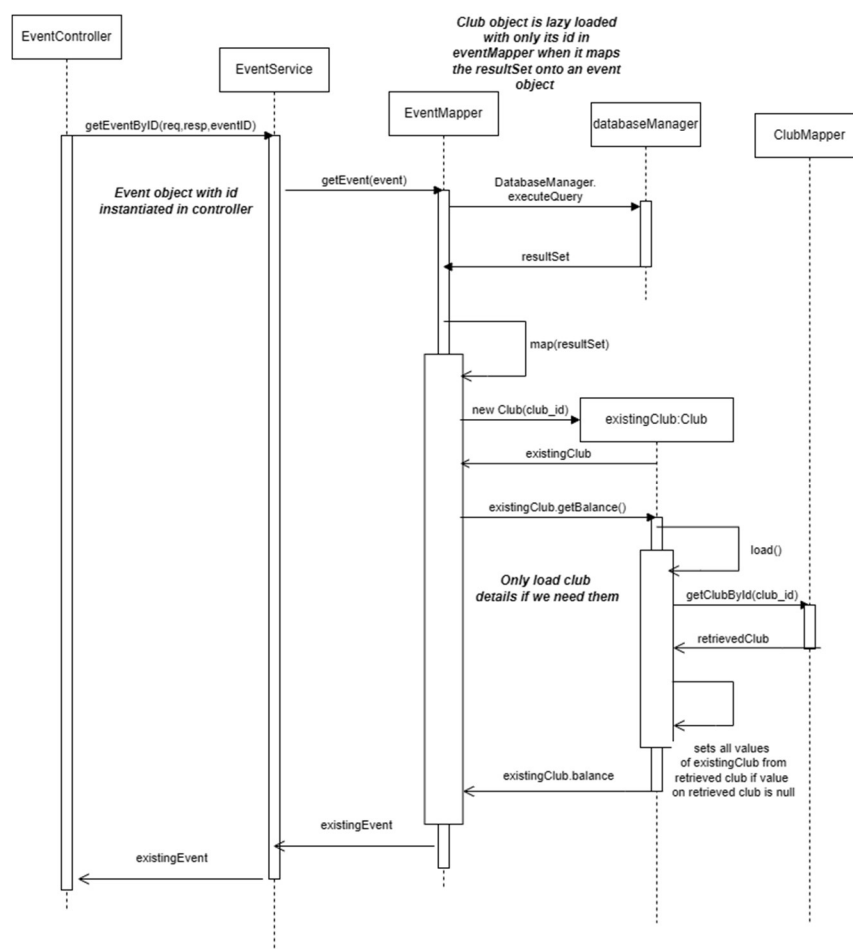 Club object is lazy loaded
with only its id in
eventMapper when it maps
the resultSet onto an event
object
EventController
EventService
EventMapper
databaseManager
ClubMapper
getEventByID(req,resp,eventID)
Event object with id
instantiated in controller
getEvent(event)
DatabaseManager.
executeQuery
resultSet
map(resultSet)
new Club(club_id)
existingClub:Club
existingClub
existingClub.getBalance()
load()
Only load club
details if we need them
getClubById(club_id)
retrievedClub
sets all values
of existingClub from
retrieved club if value
on retrieved club is null
existingClub.balance
existingEvent
existingEvent